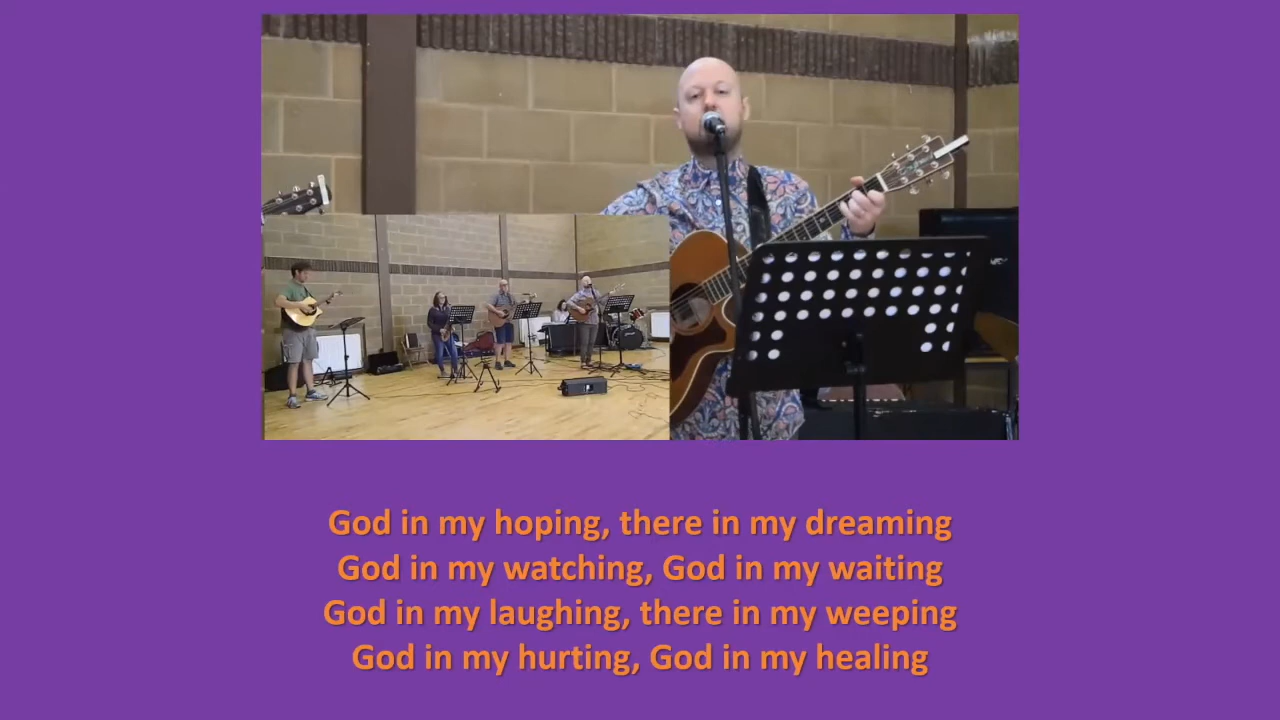 God in my hoping, there in my dreaming
God in my watching, God in my waiting
God in my laughing, there in my weeping
God in my hurting, God in my healing